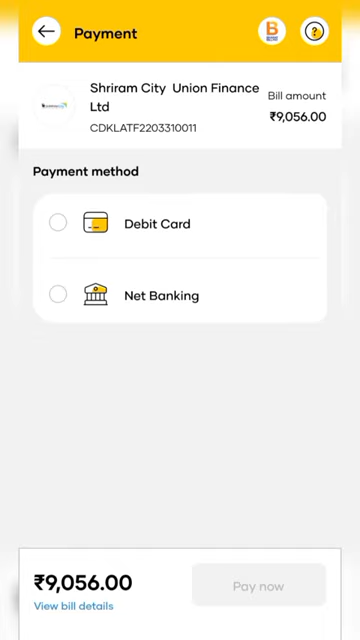 Payment
B
?
Shriram City Union Finance
Ltd
CDKLATF2203310011
Bill amount
₹9,056.00
Payment method
Debit Card
Net Banking
₹9,056.00
View bill details
Pay now